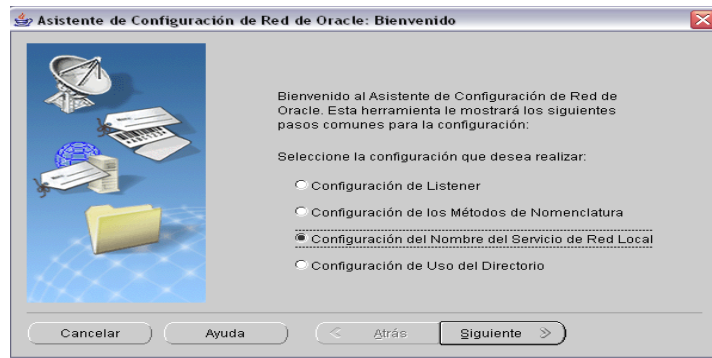 Asistente de Configuración de Red de Oracle: Bienvenido
Bienvenido al Asistente de Configuración de Red de
Oracle. Esta herramienta le mostrará los siguientes
pasos comunes para la configuración:
Seleccione la configuración que desea realizar:
Configuración de Listener
Configuración de los Métodos de Nomenclatura
Configuración del Nombre del Servicio de Red Local
Configuración de Uso del Directorio
Cancelar Ayuda Atrás Siguiente